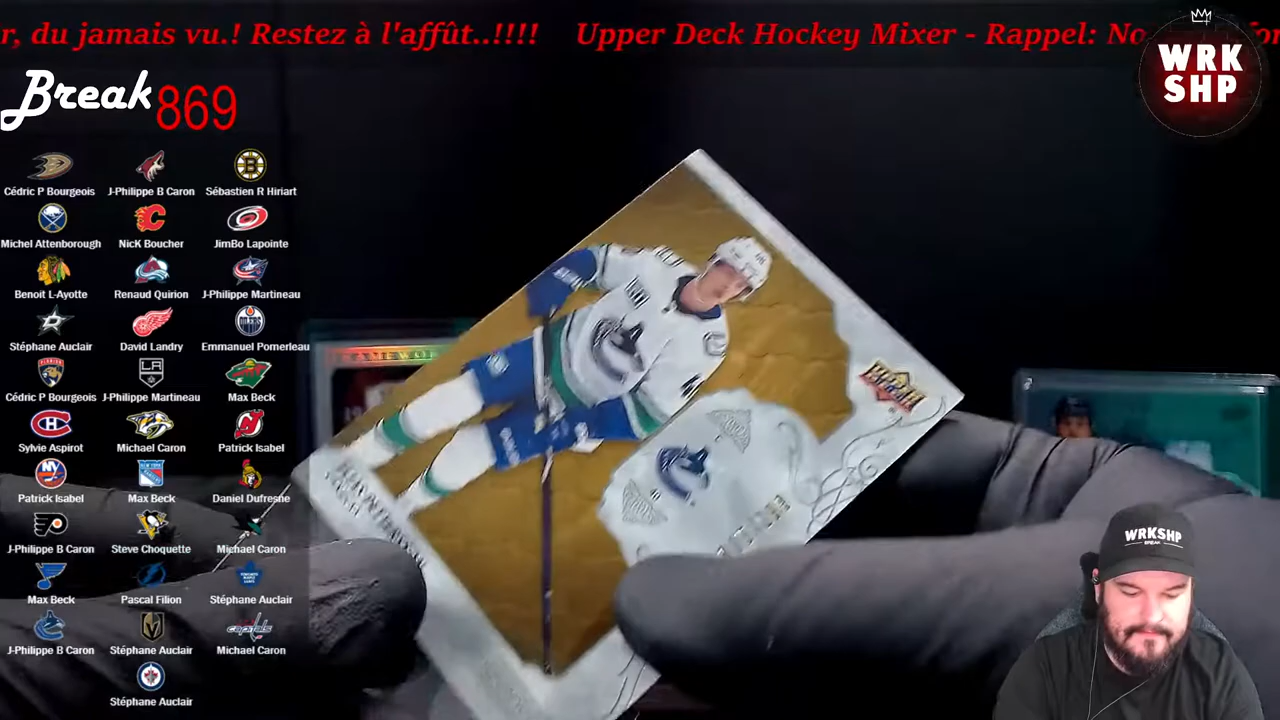 r, du jamais vu.! Restez à l'affût..!!!! Upper Deck Hockey Mixer - Rappel: No
WRK
SHP
Break 869
Cédric P Bourgeois J-Philippe B Caron Sébastien R Hiriart
Michel Attenborough NicK Boucher JimBo Lapointe
Benoit L-Ayotte Renaud Quirion J-Philippe Martineau
Stéphane Auclair David Landry Emmanuel Pomerleau
Cédric P Bourgeois J-Philippe Martineau Max Beck
Sylvie Aspirot Michael Caron Patrick Isabel
Patrick Isabel Max Beck Daniel Dufresne
J-Philippe B Caron Steve Choquette Michael Caron
Max Beck Pascal Filion Stéphane Auclair
J-Philippe B Caron Stéphane Auclair Michael Caron
Stéphane Auclair
WRKSHP
BREAK